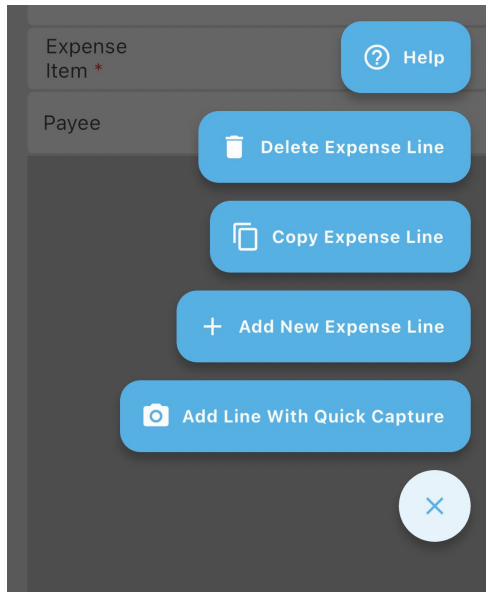 Expense
Item *
Help
Payee
Delete Expense Line
Copy Expense Line
Add New Expense Line
Add Line With Quick Capture